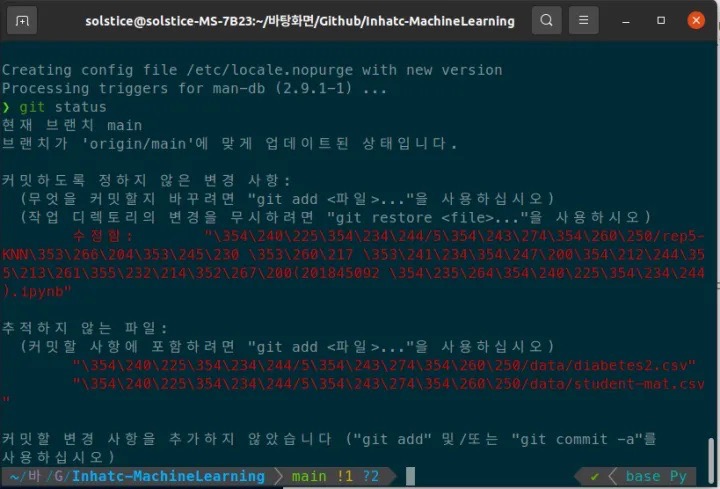 solstice@solstice-MS-7B23:~/바탕화면/Github/Inhatc-MachineLearning
Creating config file /etc/locale.nopurge with new version
Processing triggers for man-db (2.9.1-1) ...
❯ git status
현재 브랜치 main
브랜치가 'origin/main'에 맞게 업데이트된 상태입니다.
커밋하도록 정하지 않은 변경 사항:
(무엇을 커밋할지 바꾸려면 "git add <파일>..."을 사용하십시오)
(작업 디렉토리의 변경을 무시하려면 "git restore <file>..."을 사용하시오)
수정함: "\354\240\225\354\234\244/5\354\243\274\354\260\250/rep5-
KNN\353\266\204\353\245\230 \353\260\217 \353\241\234\354\247\200\354\212\244\35
5\213\261\355\232\214\352\267\200(201845092 \354\235\264\354\240\225\354\234\244
).ipynb"
추적하지 않는 파일:
(커밋할 사항에 포함하려면 "git add <파일>..."을 사용하십시오)
"\354\240\225\354\234\244/5\354\243\274\354\260\250/data/diabetes2.csv"
"\354\240\225\354\234\244/5\354\243\274\354\260\250/data/student-mat.csv
"
커밋할 변경 사항을 추가하지 않았습니다 ("git add" 및/또는 "git commit -a"를
사용하십시오)
~/바/G/Inhatc-MachineLearning main !1 ?2 ✔ base Py